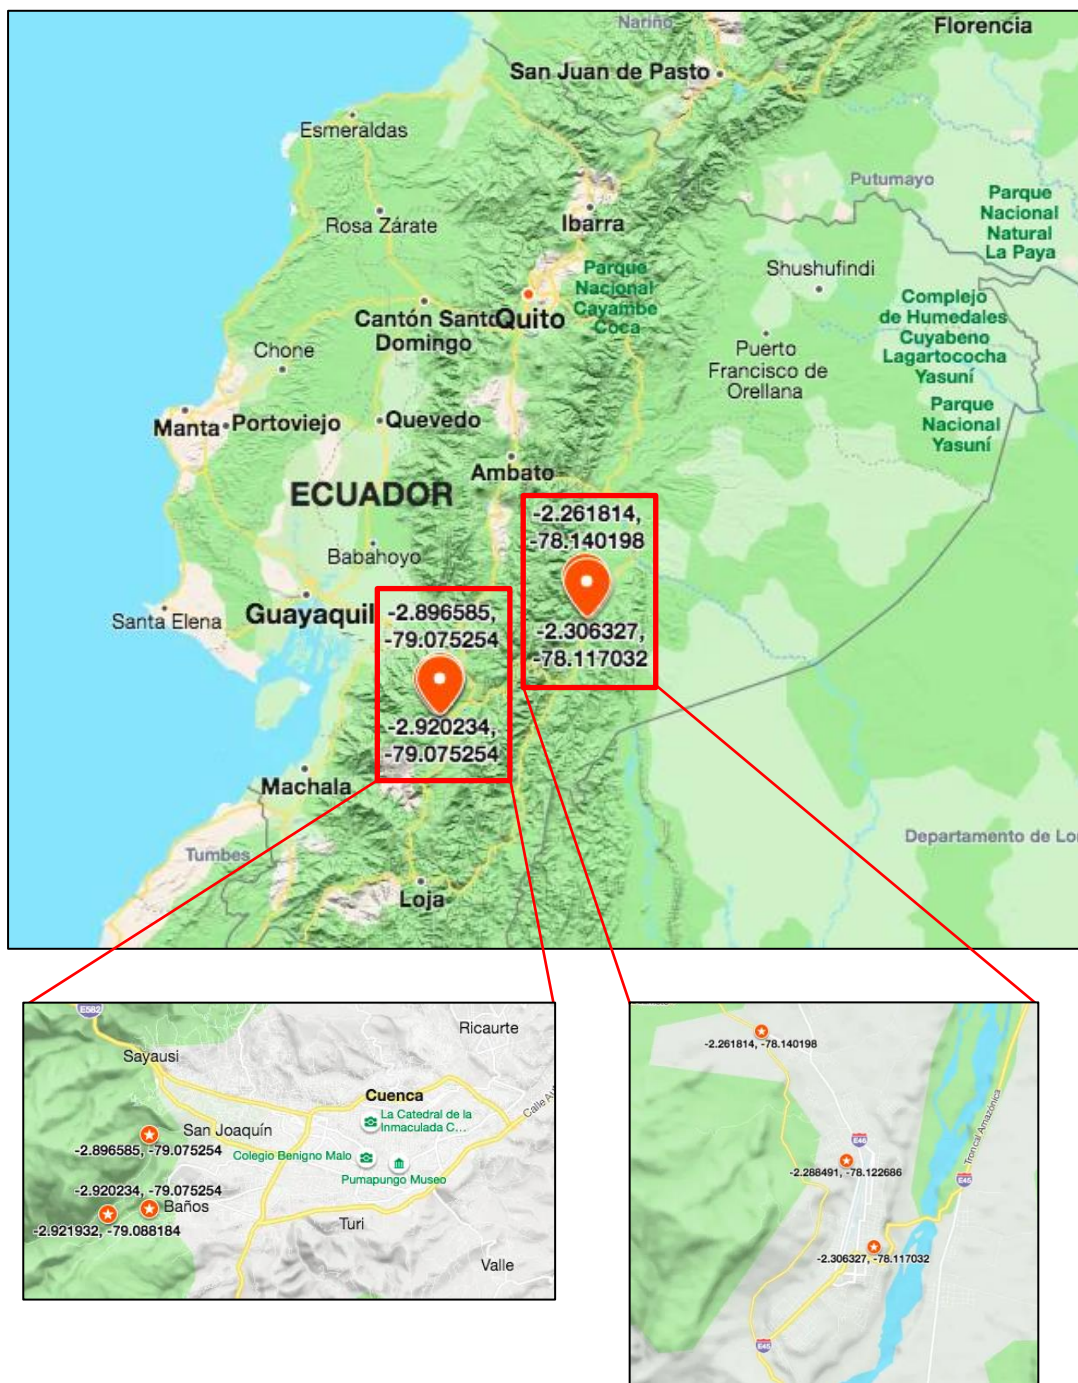 Nariño
Florencia
San Juan de Pasto
Esmeraldas
Putumayo
Parque
Nacional
Natural
La Paya
Ibarra
Rosa Zárate
Parque
Nacional
Cayambe
Coca
Shushufindi
Complejo
de Humedales
Cuyabeno
Lagartococha
Yasuní
Cantón Santo
Domingo
Quito
Puerto
Francisco de
Orellana
Chone
Parque
Nacional
Yasuní
Manta
Portoviejo
Quevedo
Ambato
ECUADOR
-2.261814,
-78.140198
Babahoyo
Santa Elena
Guayaquil
-2.896585,
-79.075254
-2.306327,
-78.117032
-2.920234,
-79.075254
Machala
Tumbes
Departamento de Lor
Loja
E582
Ricaurte
Sayausi
Cuenca
La Catedral de la
Inmaculada C...
San Joaquín
-2.896585, -79.075254
Colegio Benigno Malo
Pumapungo Museo
-2.920234, -79.075254
Baños
-2.921932, -79.088184
Turi
Valle
-2.261814, -78.140198
E46
-2.288491, -78.122686
Troncal Amazónica
E45
-2.306327, -78.117032
E45